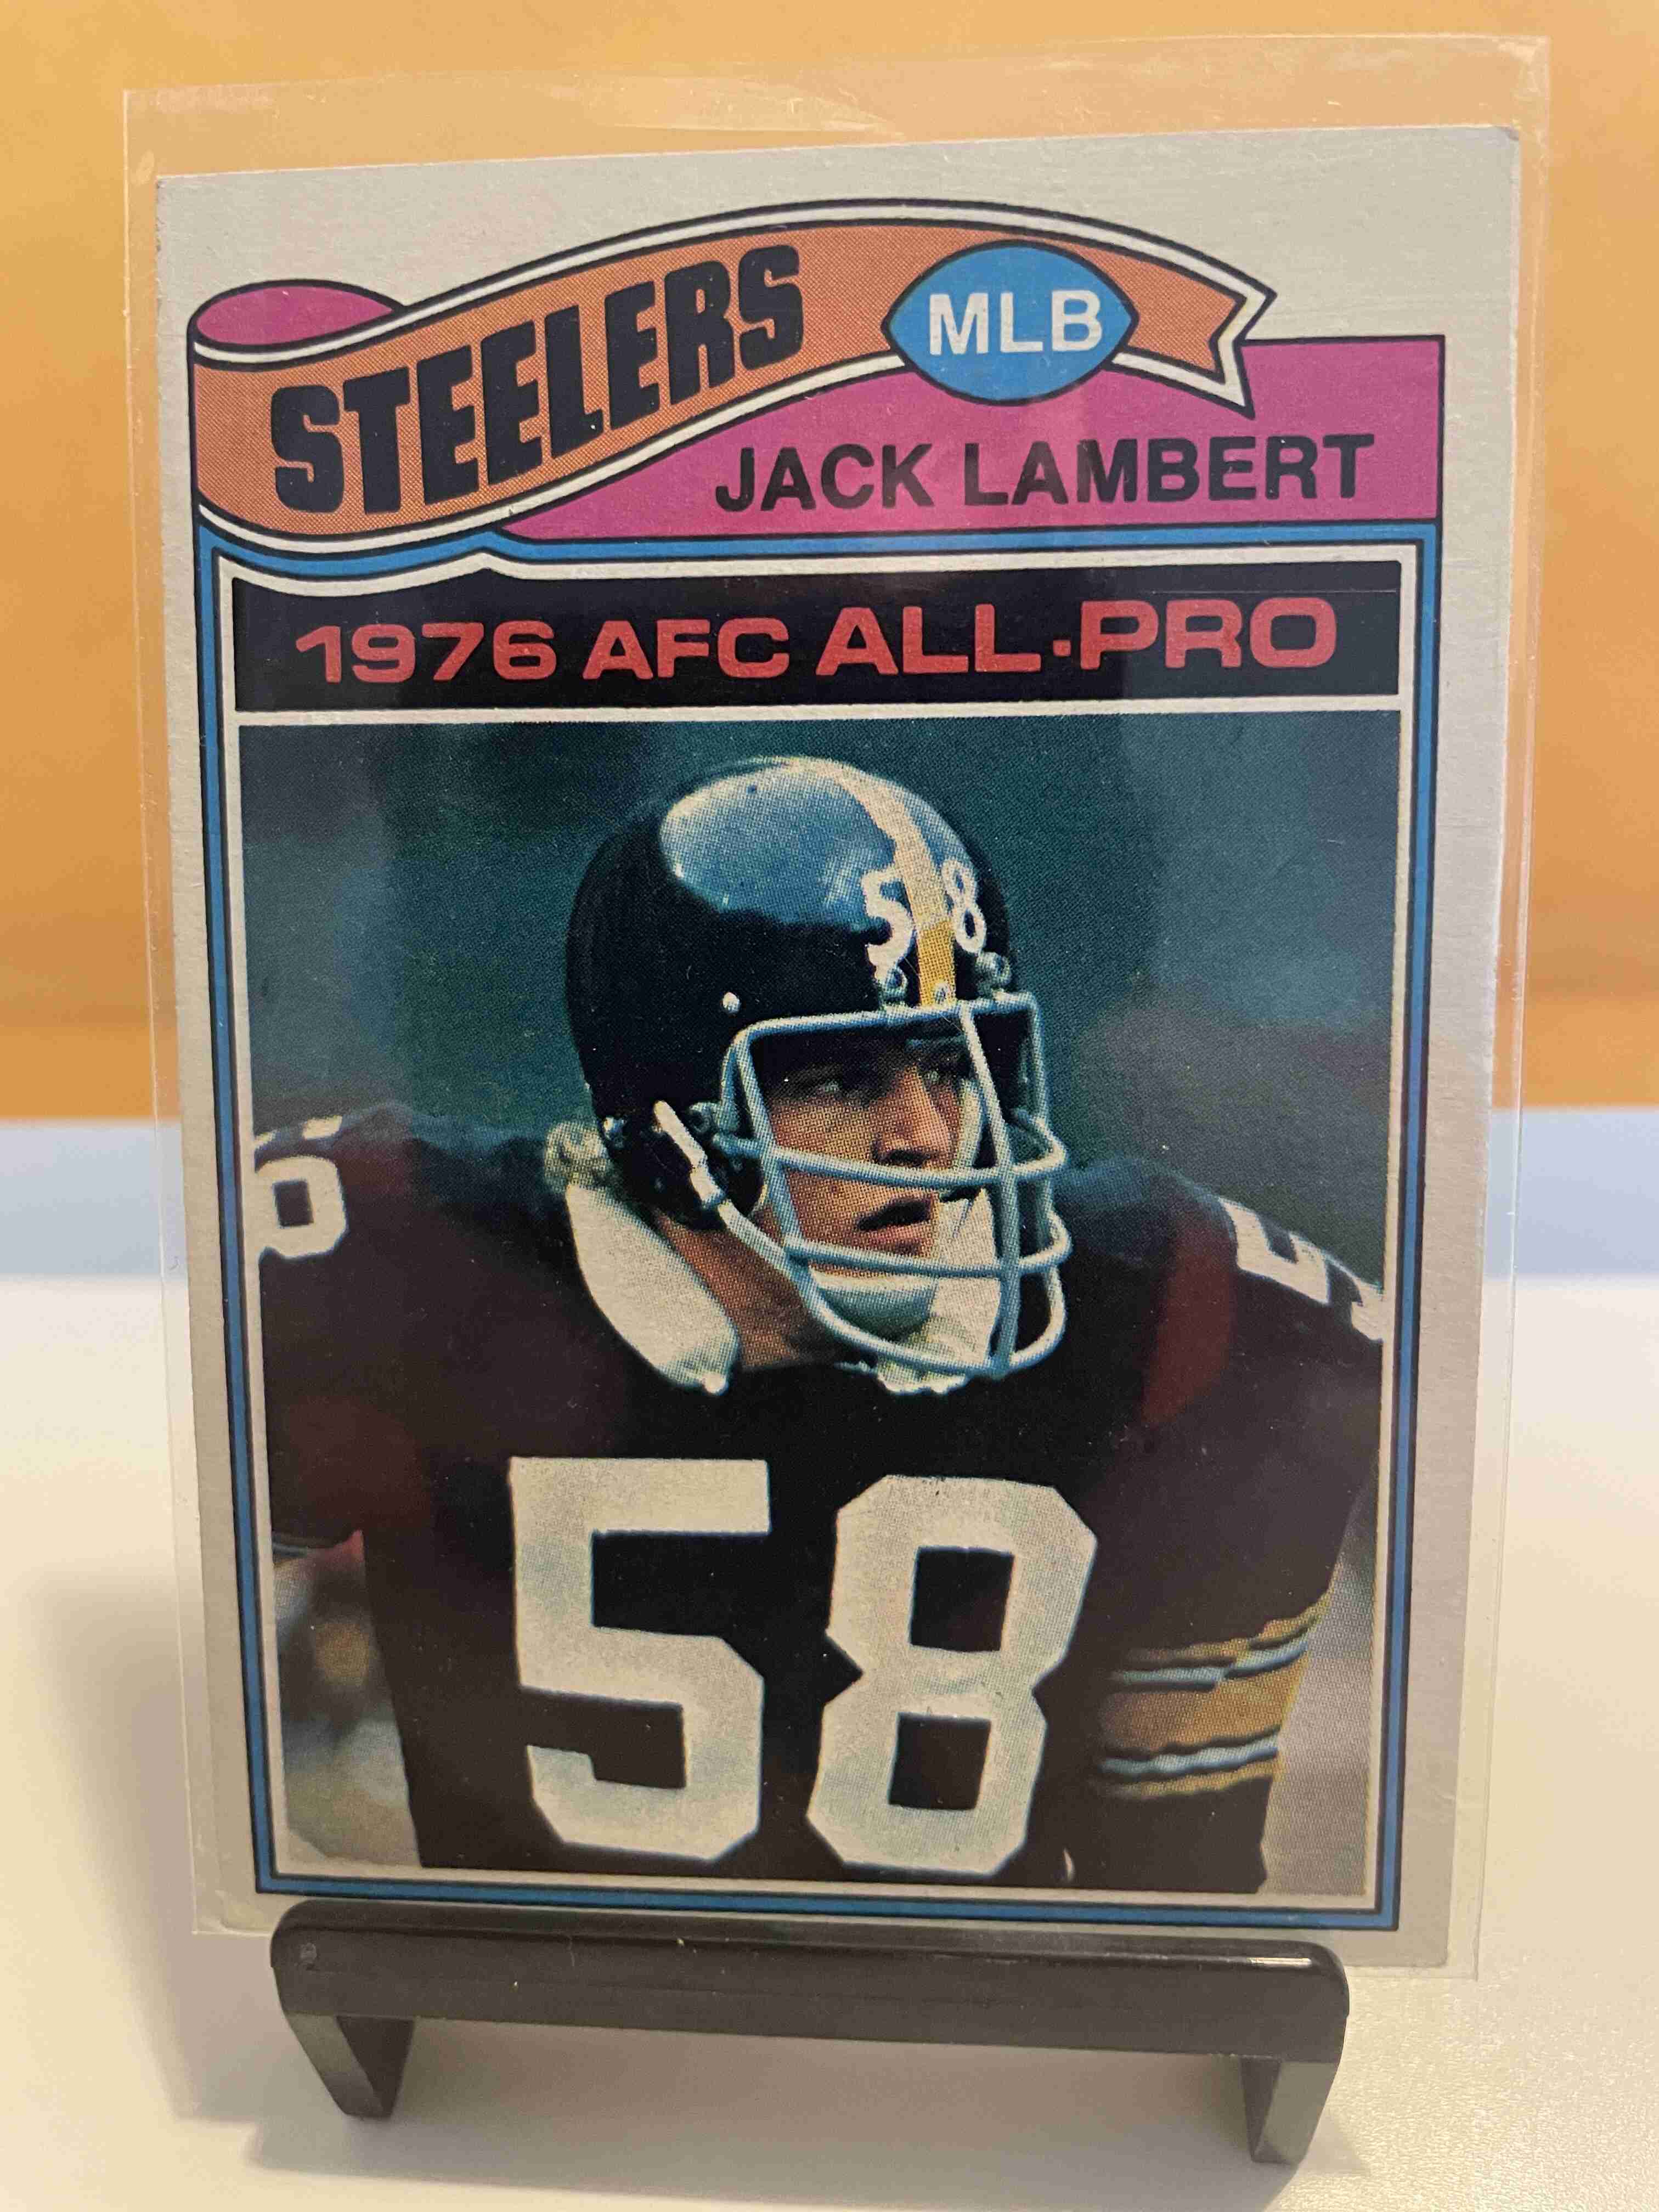 STEELERS
MLB
JACK LAMBERT
1976 AFC ALL-PRO
58
58